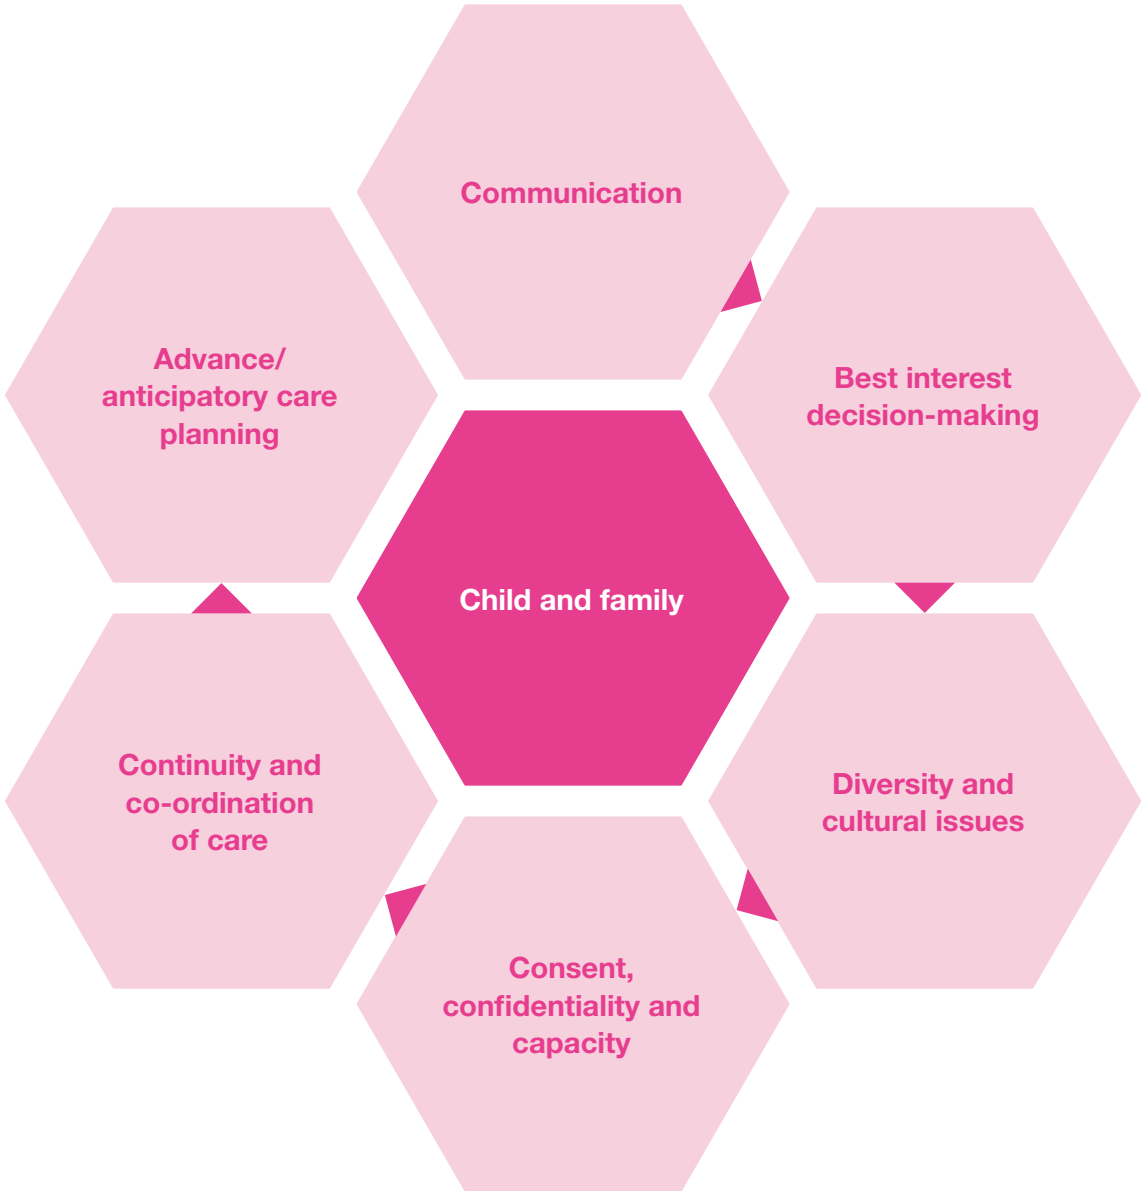 Communication
Advance/
anticipatory care
planning
Best interest
decision-making
Child and family
Continuity and
co-ordination
of care
Diversity and
cultural issues
Consent,
confidentiality and
capacity